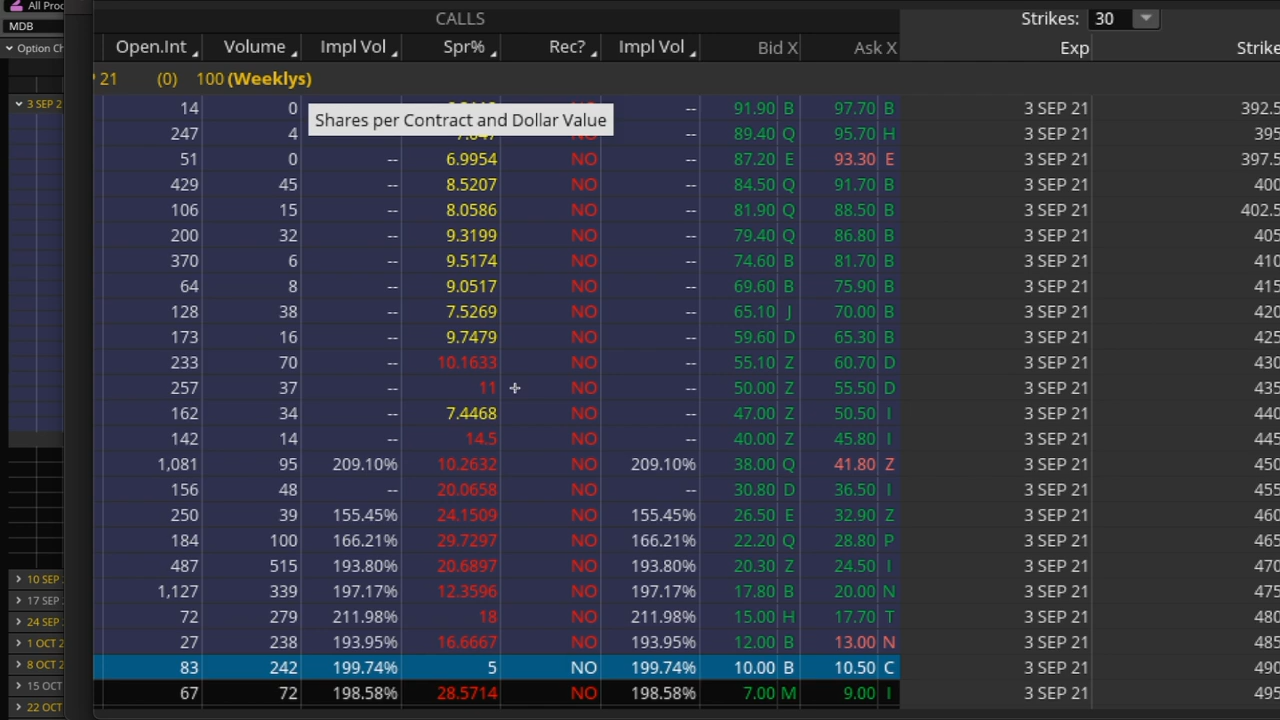 All Proc
MDB
Option Ch
CALLS
Strikes: 30
Open.Int Volume Impl Vol Spr% Rec? Impl Vol Bid X Ask X Exp Strike
21 (0) 100 (Weeklys)
3 SEP 2
Shares per Contract and Dollar Value
14 0 -- 91.90 B 97.70 B 3 SEP 21 392.5
247 4 NO -- 89.40 Q 95.70 H 3 SEP 21 395
51 0 -- 6.9954 NO -- 87.20 E 93.30 E 3 SEP 21 397.5
429 45 -- 8.5207 NO -- 84.50 Q 91.70 B 3 SEP 21 400
106 15 -- 8.0586 NO -- 81.90 Q 88.50 B 3 SEP 21 402.5
200 32 -- 9.3199 NO -- 79.40 Q 86.80 B 3 SEP 21 405
370 6 -- 9.5174 NO -- 74.60 B 81.70 B 3 SEP 21 410
64 8 -- 9.0517 NO -- 69.60 B 75.90 B 3 SEP 21 415
128 38 -- 7.5269 NO -- 65.10 J 70.00 B 3 SEP 21 420
173 16 -- 9.7479 NO -- 59.60 D 65.30 B 3 SEP 21 425
233 70 -- 10.1633 NO -- 55.10 Z 60.70 D 3 SEP 21 430
257 37 -- 11 NO -- 50.00 Z 55.50 D 3 SEP 21 435
162 34 -- 7.4468 NO -- 47.00 Z 50.50 I 3 SEP 21 440
142 14 -- 14.5 NO -- 40.00 Z 45.80 I 3 SEP 21 445
1,081 95 209.10% 10.2632 NO 209.10% 38.00 Q 41.80 Z 3 SEP 21 450
156 48 -- 20.0658 NO -- 30.80 D 36.50 I 3 SEP 21 455
250 39 155.45% 24.1509 NO 155.45% 26.50 E 32.90 Z 3 SEP 21 460
184 100 166.21% 29.7297 NO 166.21% 22.20 Q 28.80 P 3 SEP 21 465
487 515 193.80% 20.6897 NO 193.80% 20.30 Z 24.50 I 3 SEP 21 470
1,127 339 197.17% 12.3596 NO 197.17% 17.80 B 20.00 N 3 SEP 21 475
72 279 211.98% 18 NO 211.98% 15.00 H 17.70 T 3 SEP 21 480
27 238 193.95% 16.6667 NO 193.95% 12.00 B 13.00 N 3 SEP 21 485
83 242 199.74% 5 NO 199.74% 10.00 B 10.50 C 3 SEP 21 490
67 72 198.58% 28.5714 NO 198.58% 7.00 M 9.00 I 3 SEP 21 495
10 SEP
17 SEP
24 SEP
1 OCT 2
8 OCT 2
15 OCT
22 OCT